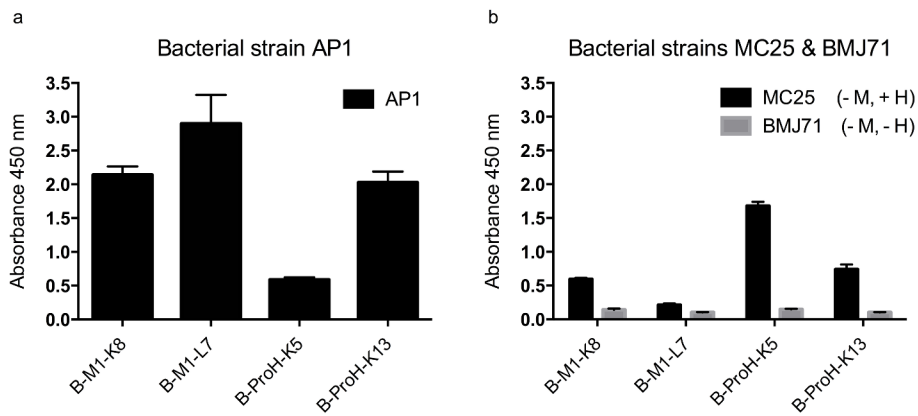 a
Bacterial strain AP1
Absorbance 450 nm
3.5
3.0
2.5
2.0
1.5
1.0
0.5
0.0
AP1
B-M1-K8
B-M1-L7
B-ProH-K5
B-ProH-K13
b
Bacterial strains MC25 & BMJ71
Absorbance 450 nm
3.5
3.0
2.5
2.0
1.5
1.0
0.5
0.0
MC25 (- M, + H)
BMJ71 (- M, - H)
B-M1-K8
B-M1-L7
B-ProH-K5
B-ProH-K13